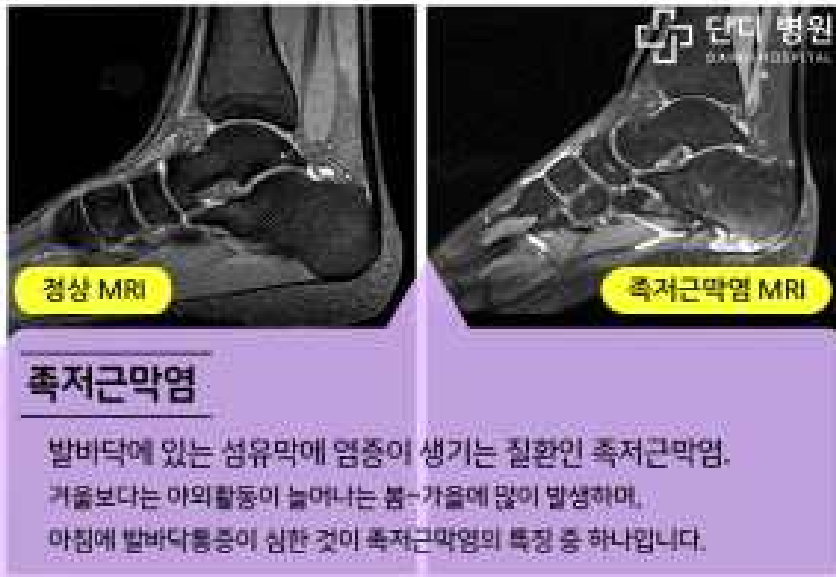 단디 병원
DANDI HOSPITAL
정상 MRI
족저근막염 MRI
족저근막염
발바닥에 있는 섬유막에 염증이 생기는 질환인 족저근막염.
겨울보다는 야외활동이 늘어나는 봄~가을에 많이 발생하며,
아침에 발바닥통증이 심한 것이 족저근막염의 특징 중 하나입니다.